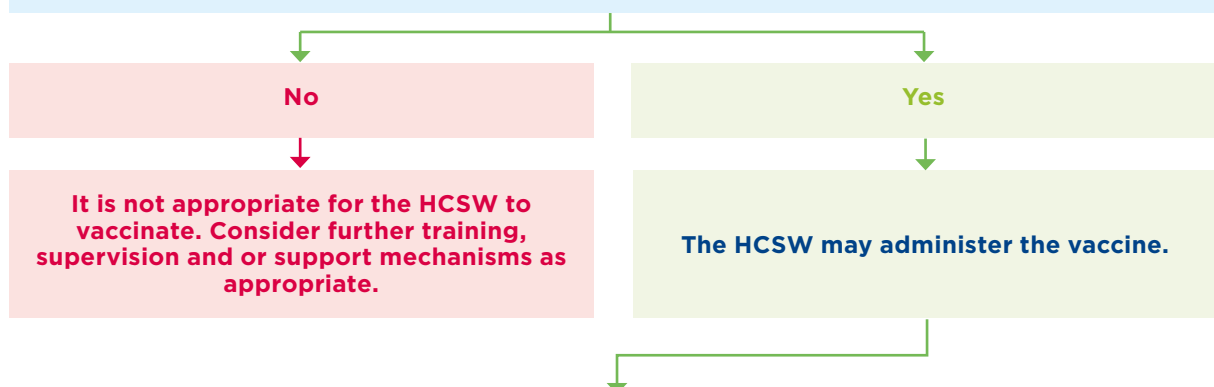 No
Yes
It is not appropriate for the HCSW to
vaccinate. Consider further training,
supervision and or support mechanisms as
appropriate.
The HCSW may administer the vaccine.